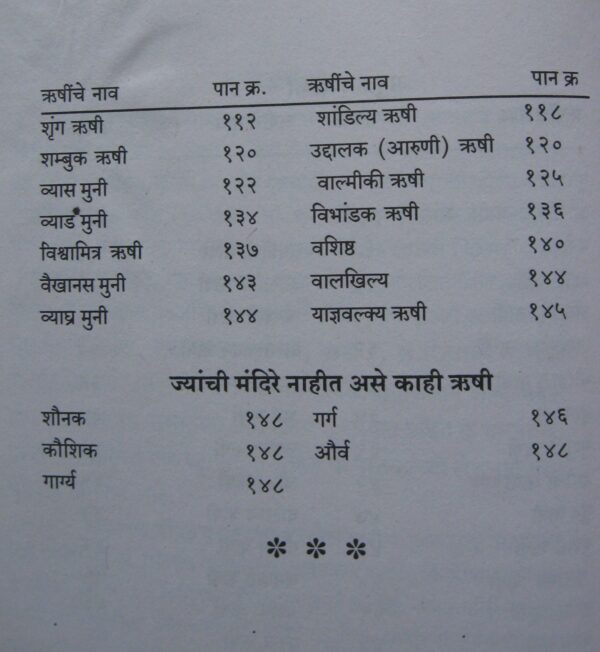 ऋषींचे नाव पान क्र. ऋषींचे नाव पान क्र
शृंग ऋषी ११२ शांडिल्य ऋषी ११८
शम्बुक ऋषी १२० उद्दालक (आरुणी) ऋषी १२०
व्यास मुनी १२२ वाल्मीकी ऋषी १२५
व्याड मुनी १३४ विभांडक ऋषी १३६
विश्वामित्र ऋषी १३७ वशिष्ठ १४०
वैखानस मुनी १४३ वालखिल्य १४४
व्याघ्र मुनी १४४ याज्ञवल्क्य ऋषी १४५
ज्यांची मंदिरे नाहीत असे काही ऋषी
शौनक १४८ गर्ग १४६
कौशिक १४८ और्व १४८
गार्ग्य १४८
* * *